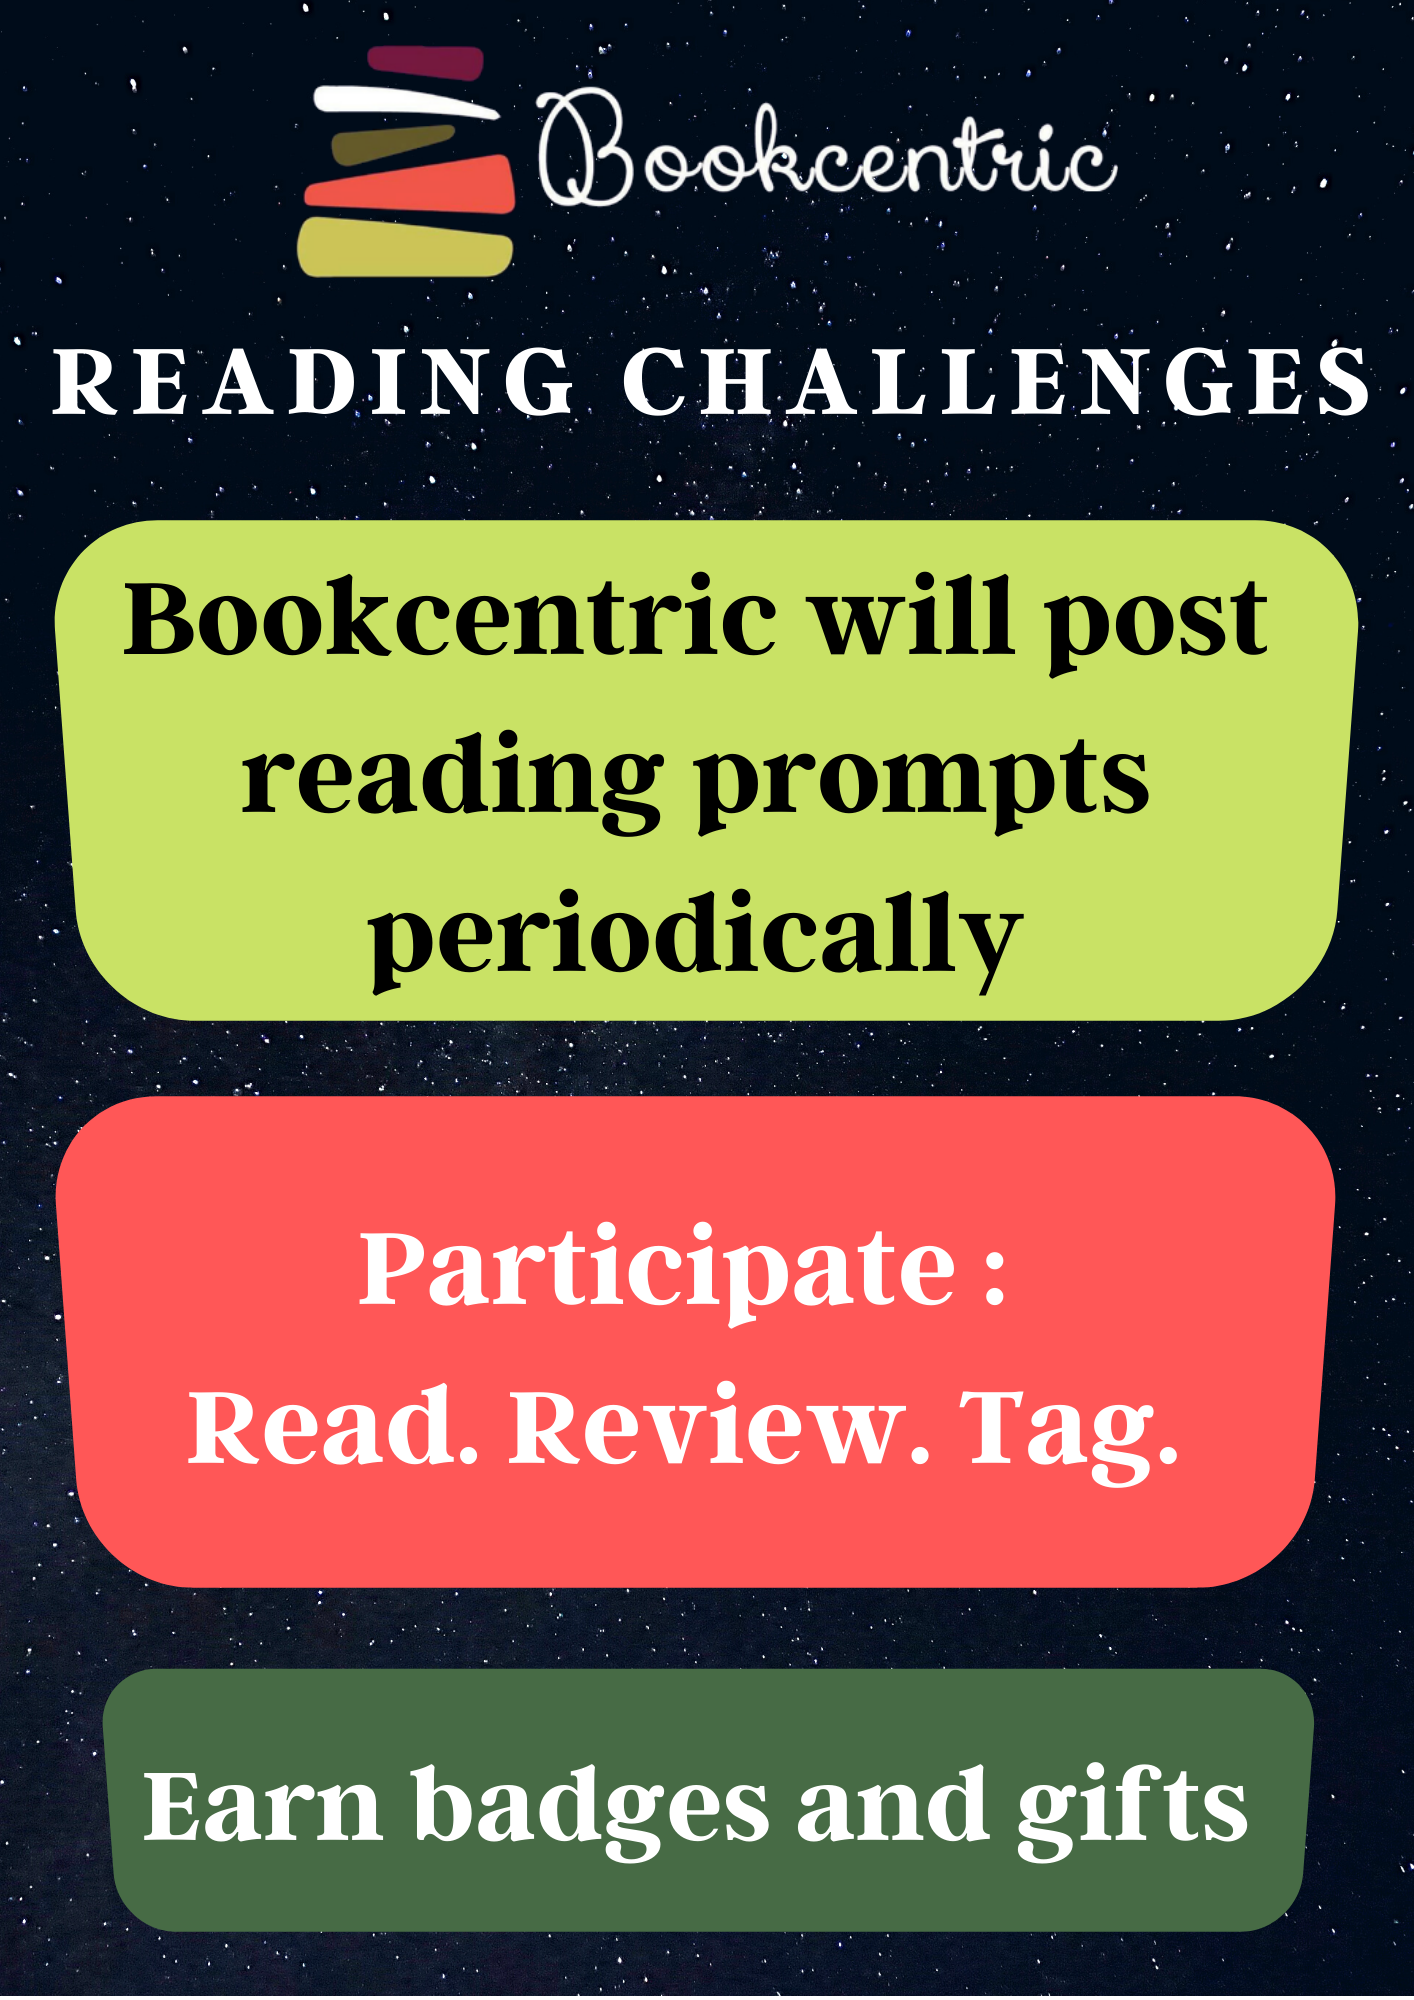 Bookcentric
READING CHALLENGES
Bookcentric will post
reading prompts
periodically
Participate :
Read. Review. Tag.
Earn badges and gifts